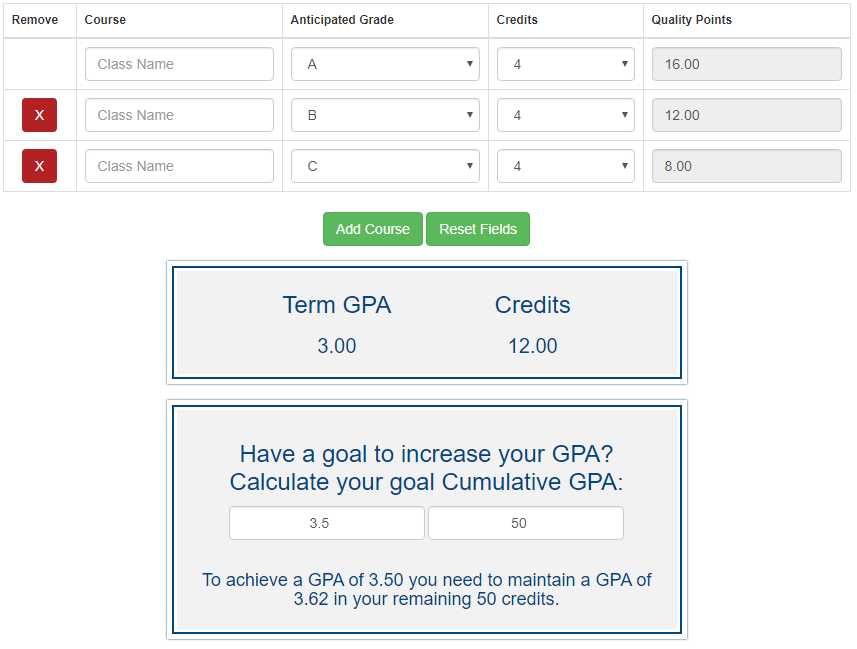 Remove Course Anticipated Grade Credits Quality Points
Class Name A 4 16.00
X Class Name B 4 12.00
X Class Name C 4 8.00
Add Course Reset Fields
Term GPA Credits
3.00 12.00
Have a goal to increase your GPA?
Calculate your goal Cumulative GPA:
3.5 50
To achieve a GPA of 3.50 you need to maintain a GPA of
3.62 in your remaining 50 credits.